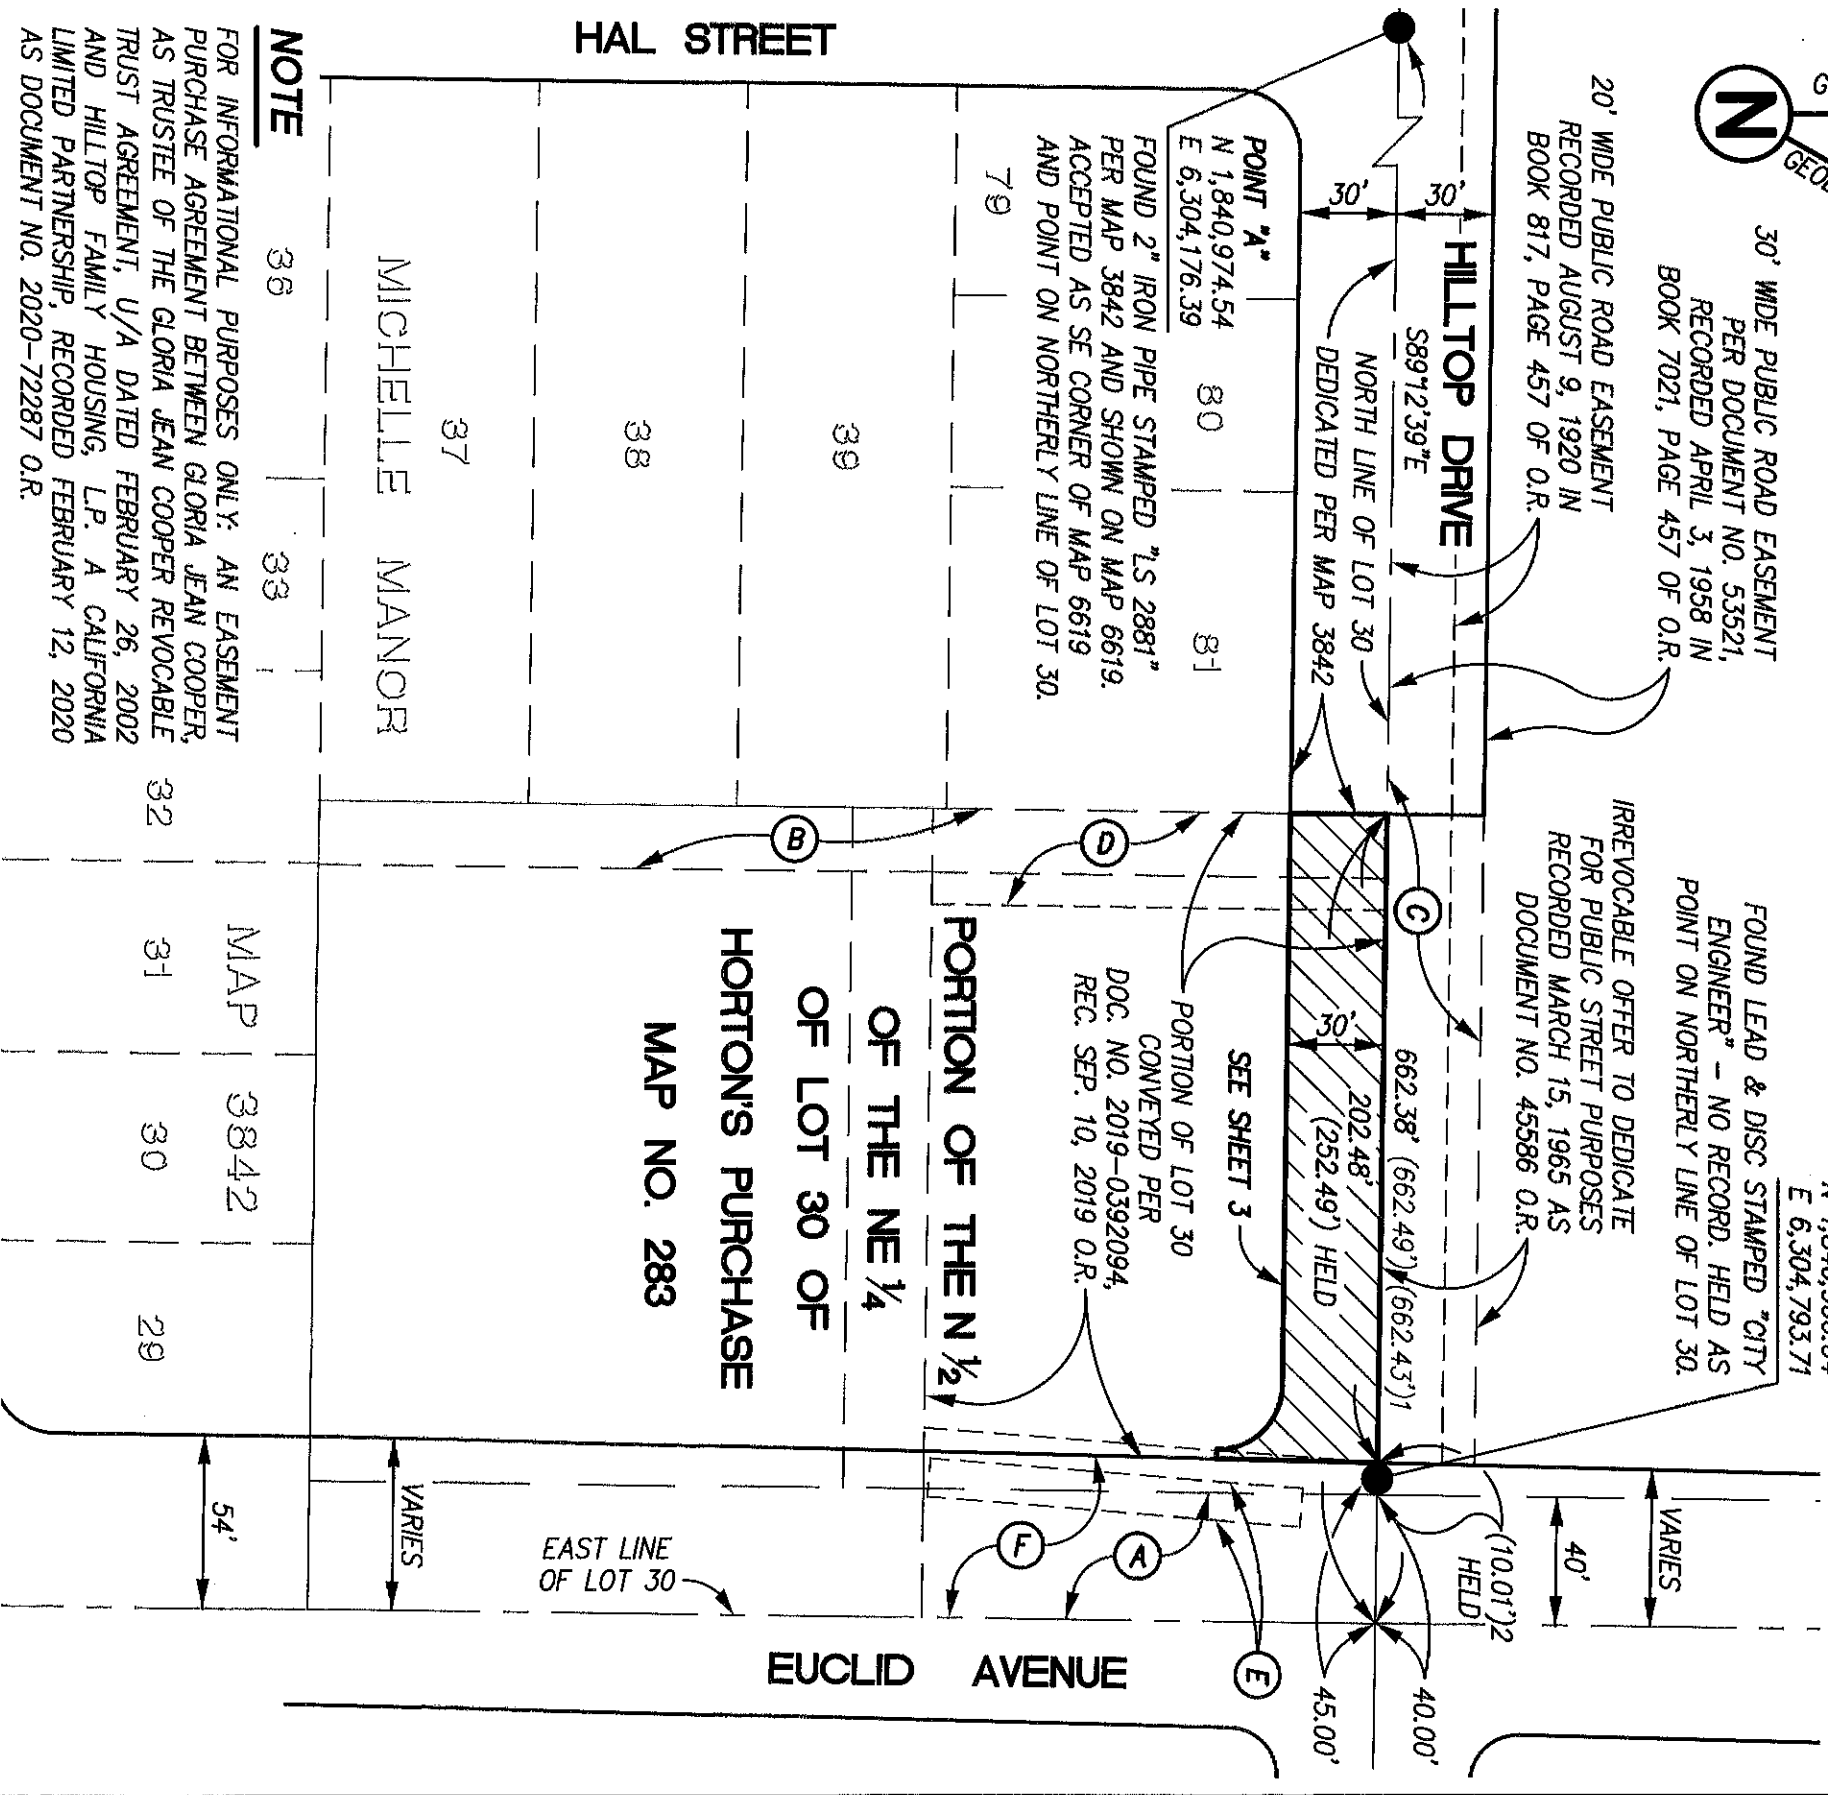 N
30' WIDE PUBLIC ROAD EASEMENT
PER DOCUMENT NO. 53521,
RECORDED APRIL 3, 1958 IN
BOOK 7021, PAGE 457 OF O.R.
20' WIDE PUBLIC ROAD EASEMENT
RECORDED AUGUST 9, 1920 IN
BOOK 817, PAGE 457 OF O.R.
E 6,304,793.71
FOUND LEAD & DISC STAMPED "CITY
ENGINEER" - NO RECORD. HELD AS
POINT ON NORTHERLY LINE OF LOT 30.
IRREVOCABLE OFFER TO DEDICATE
FOR PUBLIC STREET PURPOSES
RECORDED MARCH 15, 1965 AS
DOCUMENT NO. 45586 O.R.
HILLTOP DRIVE
S89°12'39"E
NORTH LINE OF LOT 30
DEDICATED PER MAP 3842
30'
30'
C
662.38' (662.49') (662.43')1
202.48'
(252.49') HELD
30'
SEE SHEET 3
VARIES
40'
(10.01')2
HELD
40.00'
45.00'
POINT "A"
N 1,840,974.54
E 6,304,176.39
FOUND 2" IRON PIPE STAMPED "LS 2881"
PER MAP 3842 AND SHOWN ON MAP 6619.
ACCEPTED AS SE CORNER OF MAP 6619
AND POINT ON NORTHERLY LINE OF LOT 30.
79
80
81
PORTION OF LOT 30
CONVEYED PER
DOC. NO. 2019-0392094,
REC. SEP. 10, 2019 O.R.
B
D
E
A
F
PORTION OF THE N 1/2
OF THE NE 1/4
OF LOT 30 OF
HORTON'S PURCHASE
MAP NO. 283
HAL STREET
EUCLID AVENUE
EAST LINE
OF LOT 30
39
38
37
MICHELLE MANOR
VARIES
54'
36
33
32
31
30
29
MAP 3842
NOTE
FOR INFORMATIONAL PURPOSES ONLY: AN EASEMENT
PURCHASE AGREEMENT BETWEEN GLORIA JEAN COOPER,
AS TRUSTEE OF THE GLORIA JEAN COOPER REVOCABLE
TRUST AGREEMENT, U/A DATED FEBRUARY 26, 2002
AND HILLTOP FAMILY HOUSING, L.P. A CALIFORNIA
LIMITED PARTNERSHIP, RECORDED FEBRUARY 12, 2020
AS DOCUMENT NO. 2020-72287 O.R.